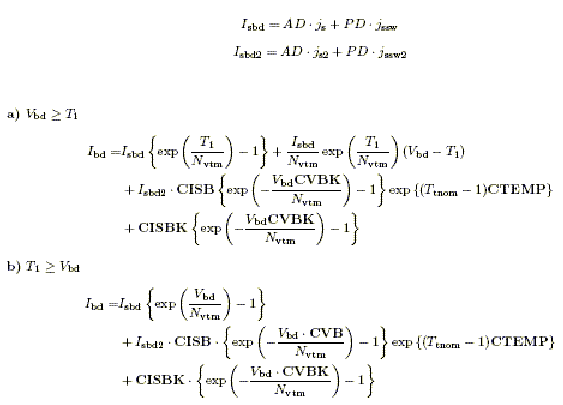 I_sbd = AD · j_s + PD · j_ssw
I_sbd2 = AD · j_s2 + PD · j_ssw2
a) V_bd ≥ T_1
I_bd = I_sbd { exp ( T_1 / N_vtm ) − 1 } + I_sbd / N_vtm exp ( T_1 / N_vtm ) (V_bd − T_1)
+ I_sbd2 · CISB { exp ( − V_bd CVBK / N_vtm ) − 1 } exp {(T_tnom − 1)CTEMP}
+ CISBK { exp ( − V_bd CVBK / N_vtm ) − 1 }
b) T_1 ≥ V_bd
I_bd = I_sbd { exp ( V_bd / N_vtm ) − 1 }
+ I_sbd2 · CISB · { exp ( − V_bd · CVB / N_vtm ) − 1 } exp {(T_tnom − 1)CTEMP}
+ CISBK · { exp ( − V_bd · CVBK / N_vtm ) − 1 }